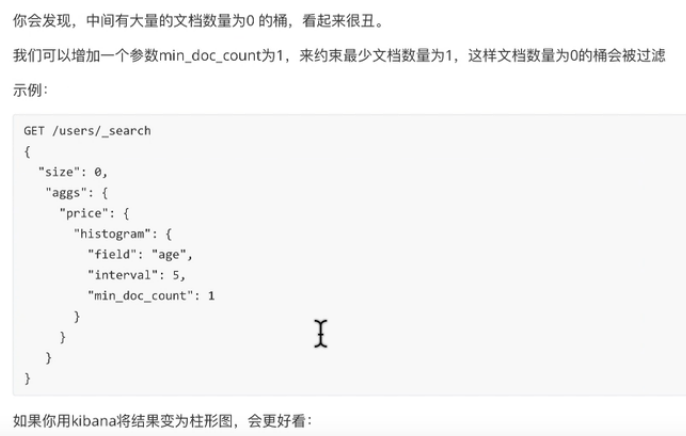 你会发现，中间有大量的文档数量为0 的桶，看起来很丑。
我们可以增加一个参数min_doc_count为1，来约束最少文档数量为1，这样文档数量为0的桶会被过滤
示例：
GET /users/_search
{
  "size": 0,
   "aggs": {
     "price": {
       "histogram": {
         "field": "age",
         "interval": 5,
         "min_doc_count": 1
       }
     }
   }
}
如果你用kibana将结果变为柱形图，会更好看：